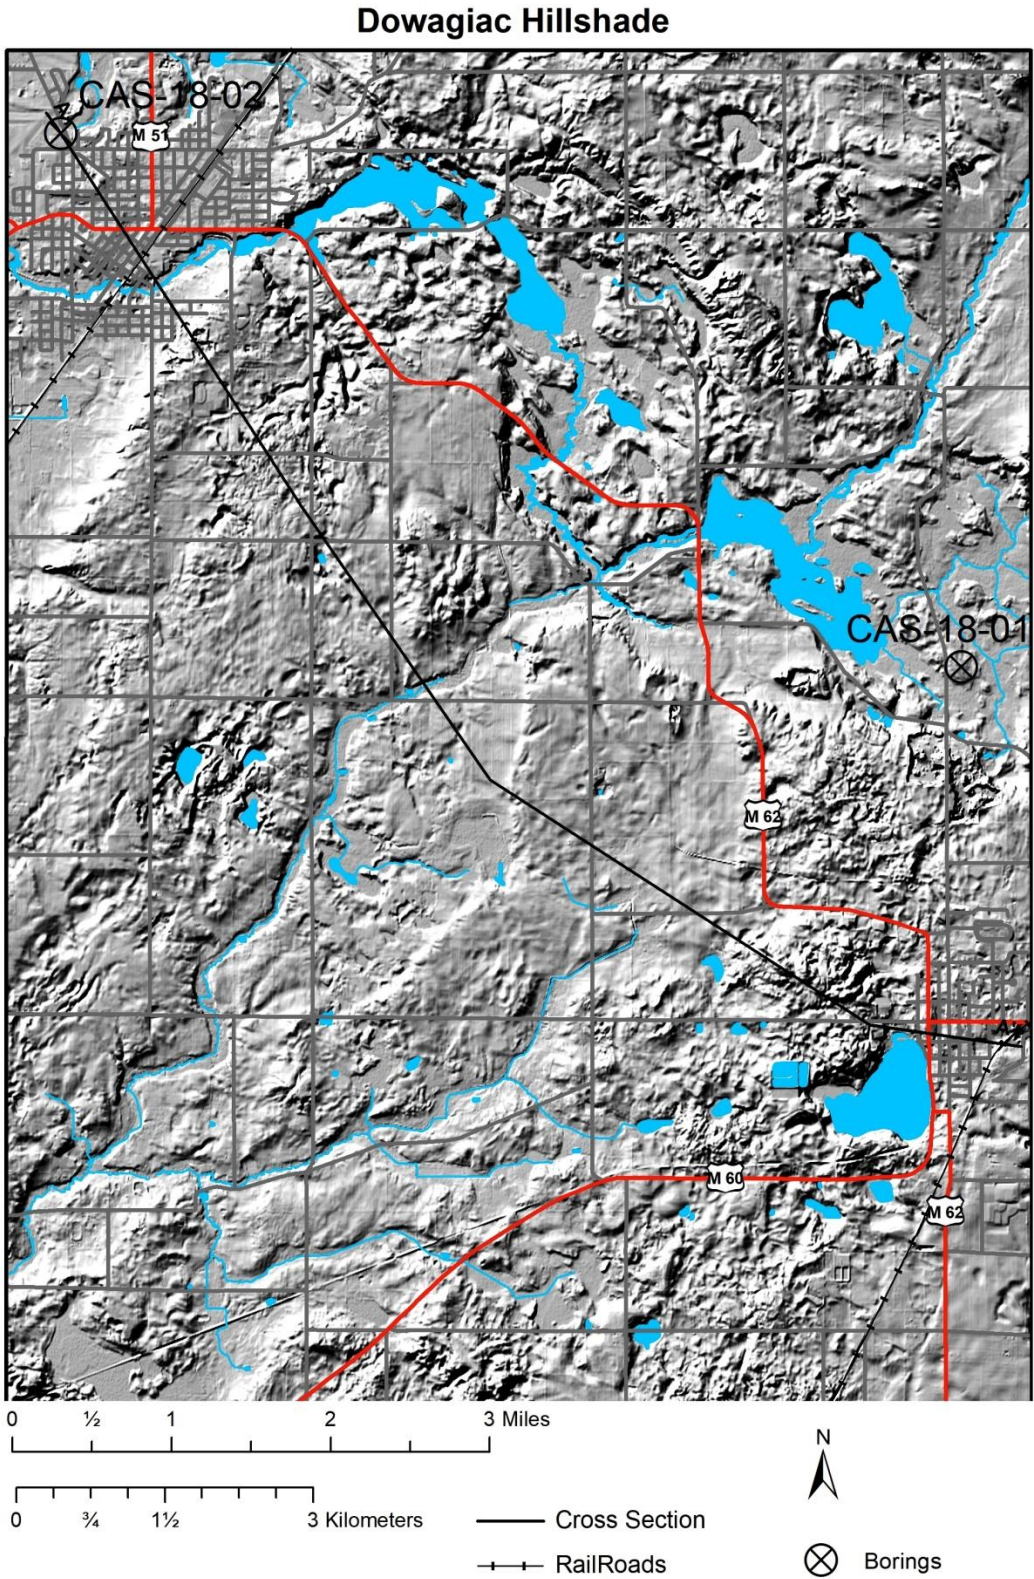 Dowagiac Hillshade
CAS-18-02
A
M 51
CAS-18-01
M 62
A'
M 60
M 62
0 ½ 1 2 3 Miles
0 ¾ 1½ 3 Kilometers
N
Cross Section
RailRoads
Borings